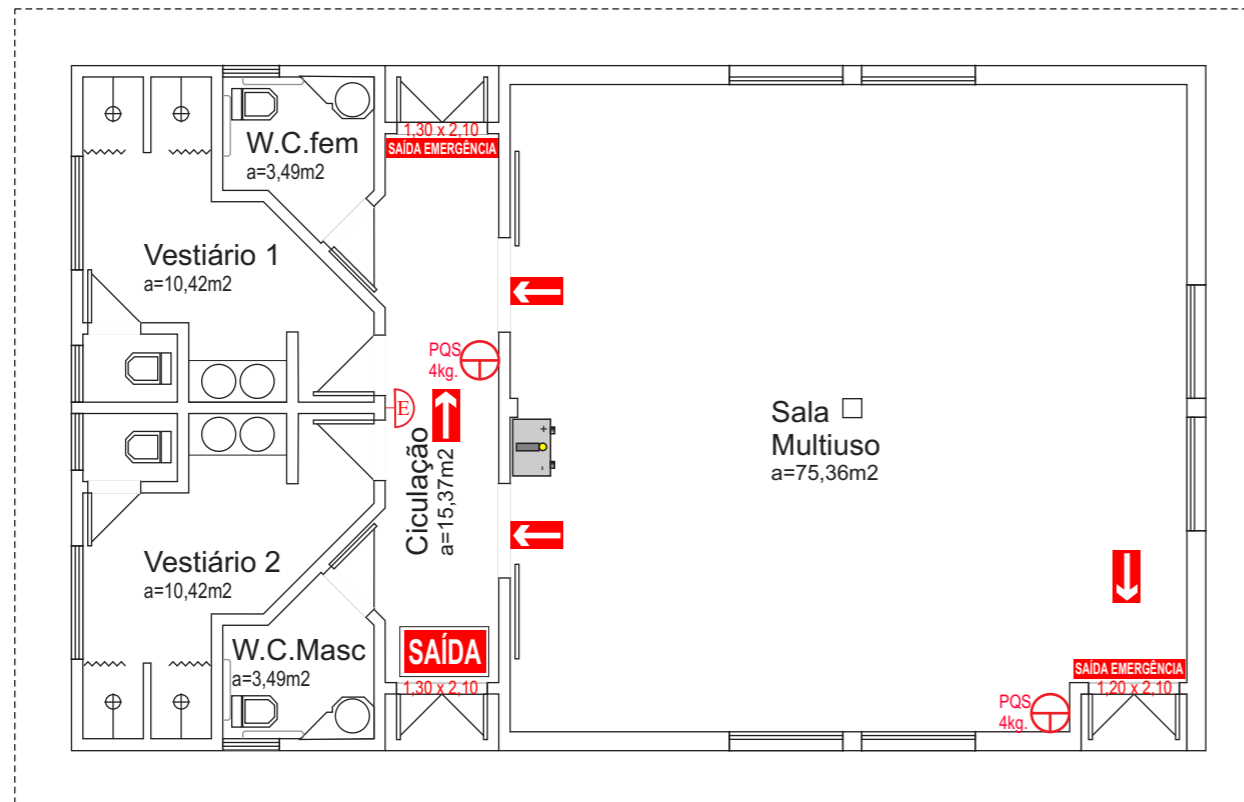 1,30 x 2,10
SAÍDA EMERGÊNCIA
W.C.fem
a=3,49m2
Vestiário 1
a=10,42m2
PQS
4kg.
E
Ciculação
a=15,37m2
+
-
Sala
Multiuso
a=75,36m2
Vestiário 2
a=10,42m2
W.C.Masc
a=3,49m2
SAÍDA
1,30 x 2,10
SAÍDA EMERGÊNCIA
1,20 x 2,10
PQS
4kg.